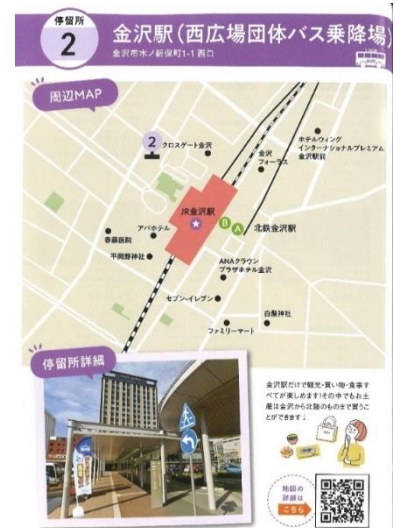 停留所
2
金沢駅(西広場団体バス乗降場)
金沢市木ノ新保町1-1 西口
周辺MAP
2
クロスゲート金沢
ホテルウィング
インターナショナルプレミアム
金沢駅前
金沢
フォーラス
JR金沢駅
B
A
北鉄金沢駅
アパホテル
春藤医院
平岡野神社
ANAクラウン
プラザホテル金沢
セブン-イレブン
白髭神社
ファミリーマート
停留所詳細
金沢駅だけで観光・買い物・食事す
べてが楽しめます!その中でもお土
産は金沢から北陸のものまで買うこ
とができます♩
地図の
詳細は
こちら